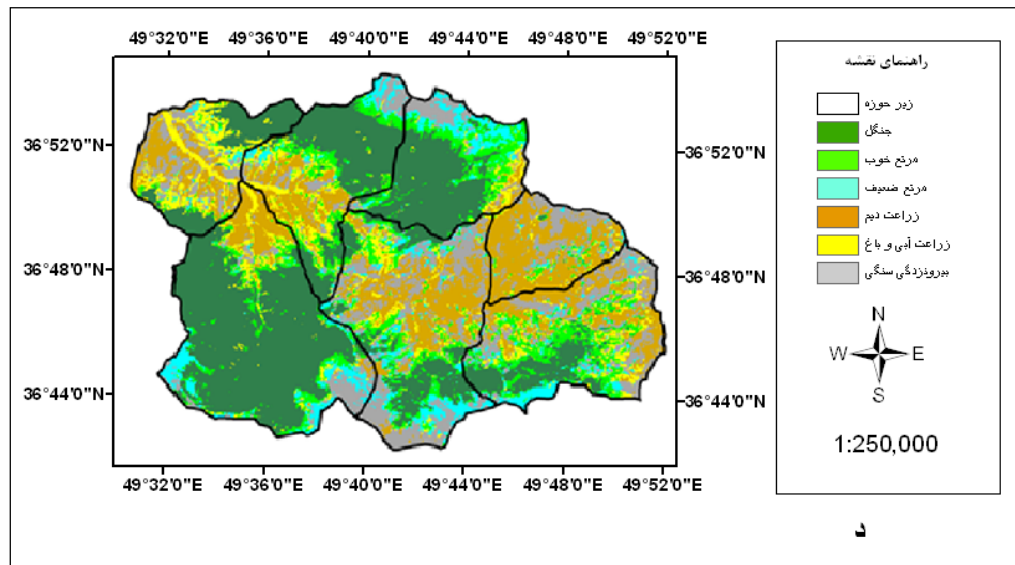 49°32'0"E 49°36'0"E 49°40'0"E 49°44'0"E 49°48'0"E 49°52'0"E
36°52'0"N 36°52'0"N
36°48'0"N 36°48'0"N
36°44'0"N 36°44'0"N
49°32'0"E 49°36'0"E 49°40'0"E 49°44'0"E 49°48'0"E 49°52'0"E
راهنمای نقشه
زیر حوزه
جنگل
مرتع خوب
مرتع ضعیف
زراعت دیم
زراعت آبی و باغ
بیرونزدگی سنگی
N
W E
S
1:250,000
د